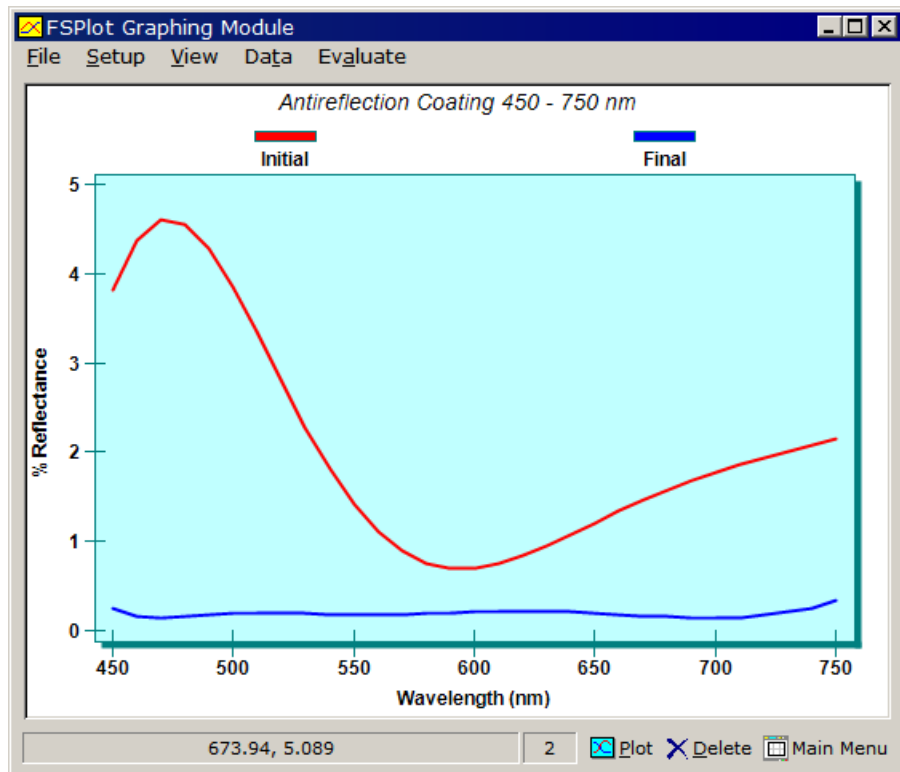 FSPlot Graphing Module
File Setup View Data Evaluate
Antireflection Coating 450 - 750 nm
Initial Final
5
4
3
2
1
0
% Reflectance
450 500 550 600 650 700 750
Wavelength (nm)
673.94, 5.089 2 Plot Delete Main Menu